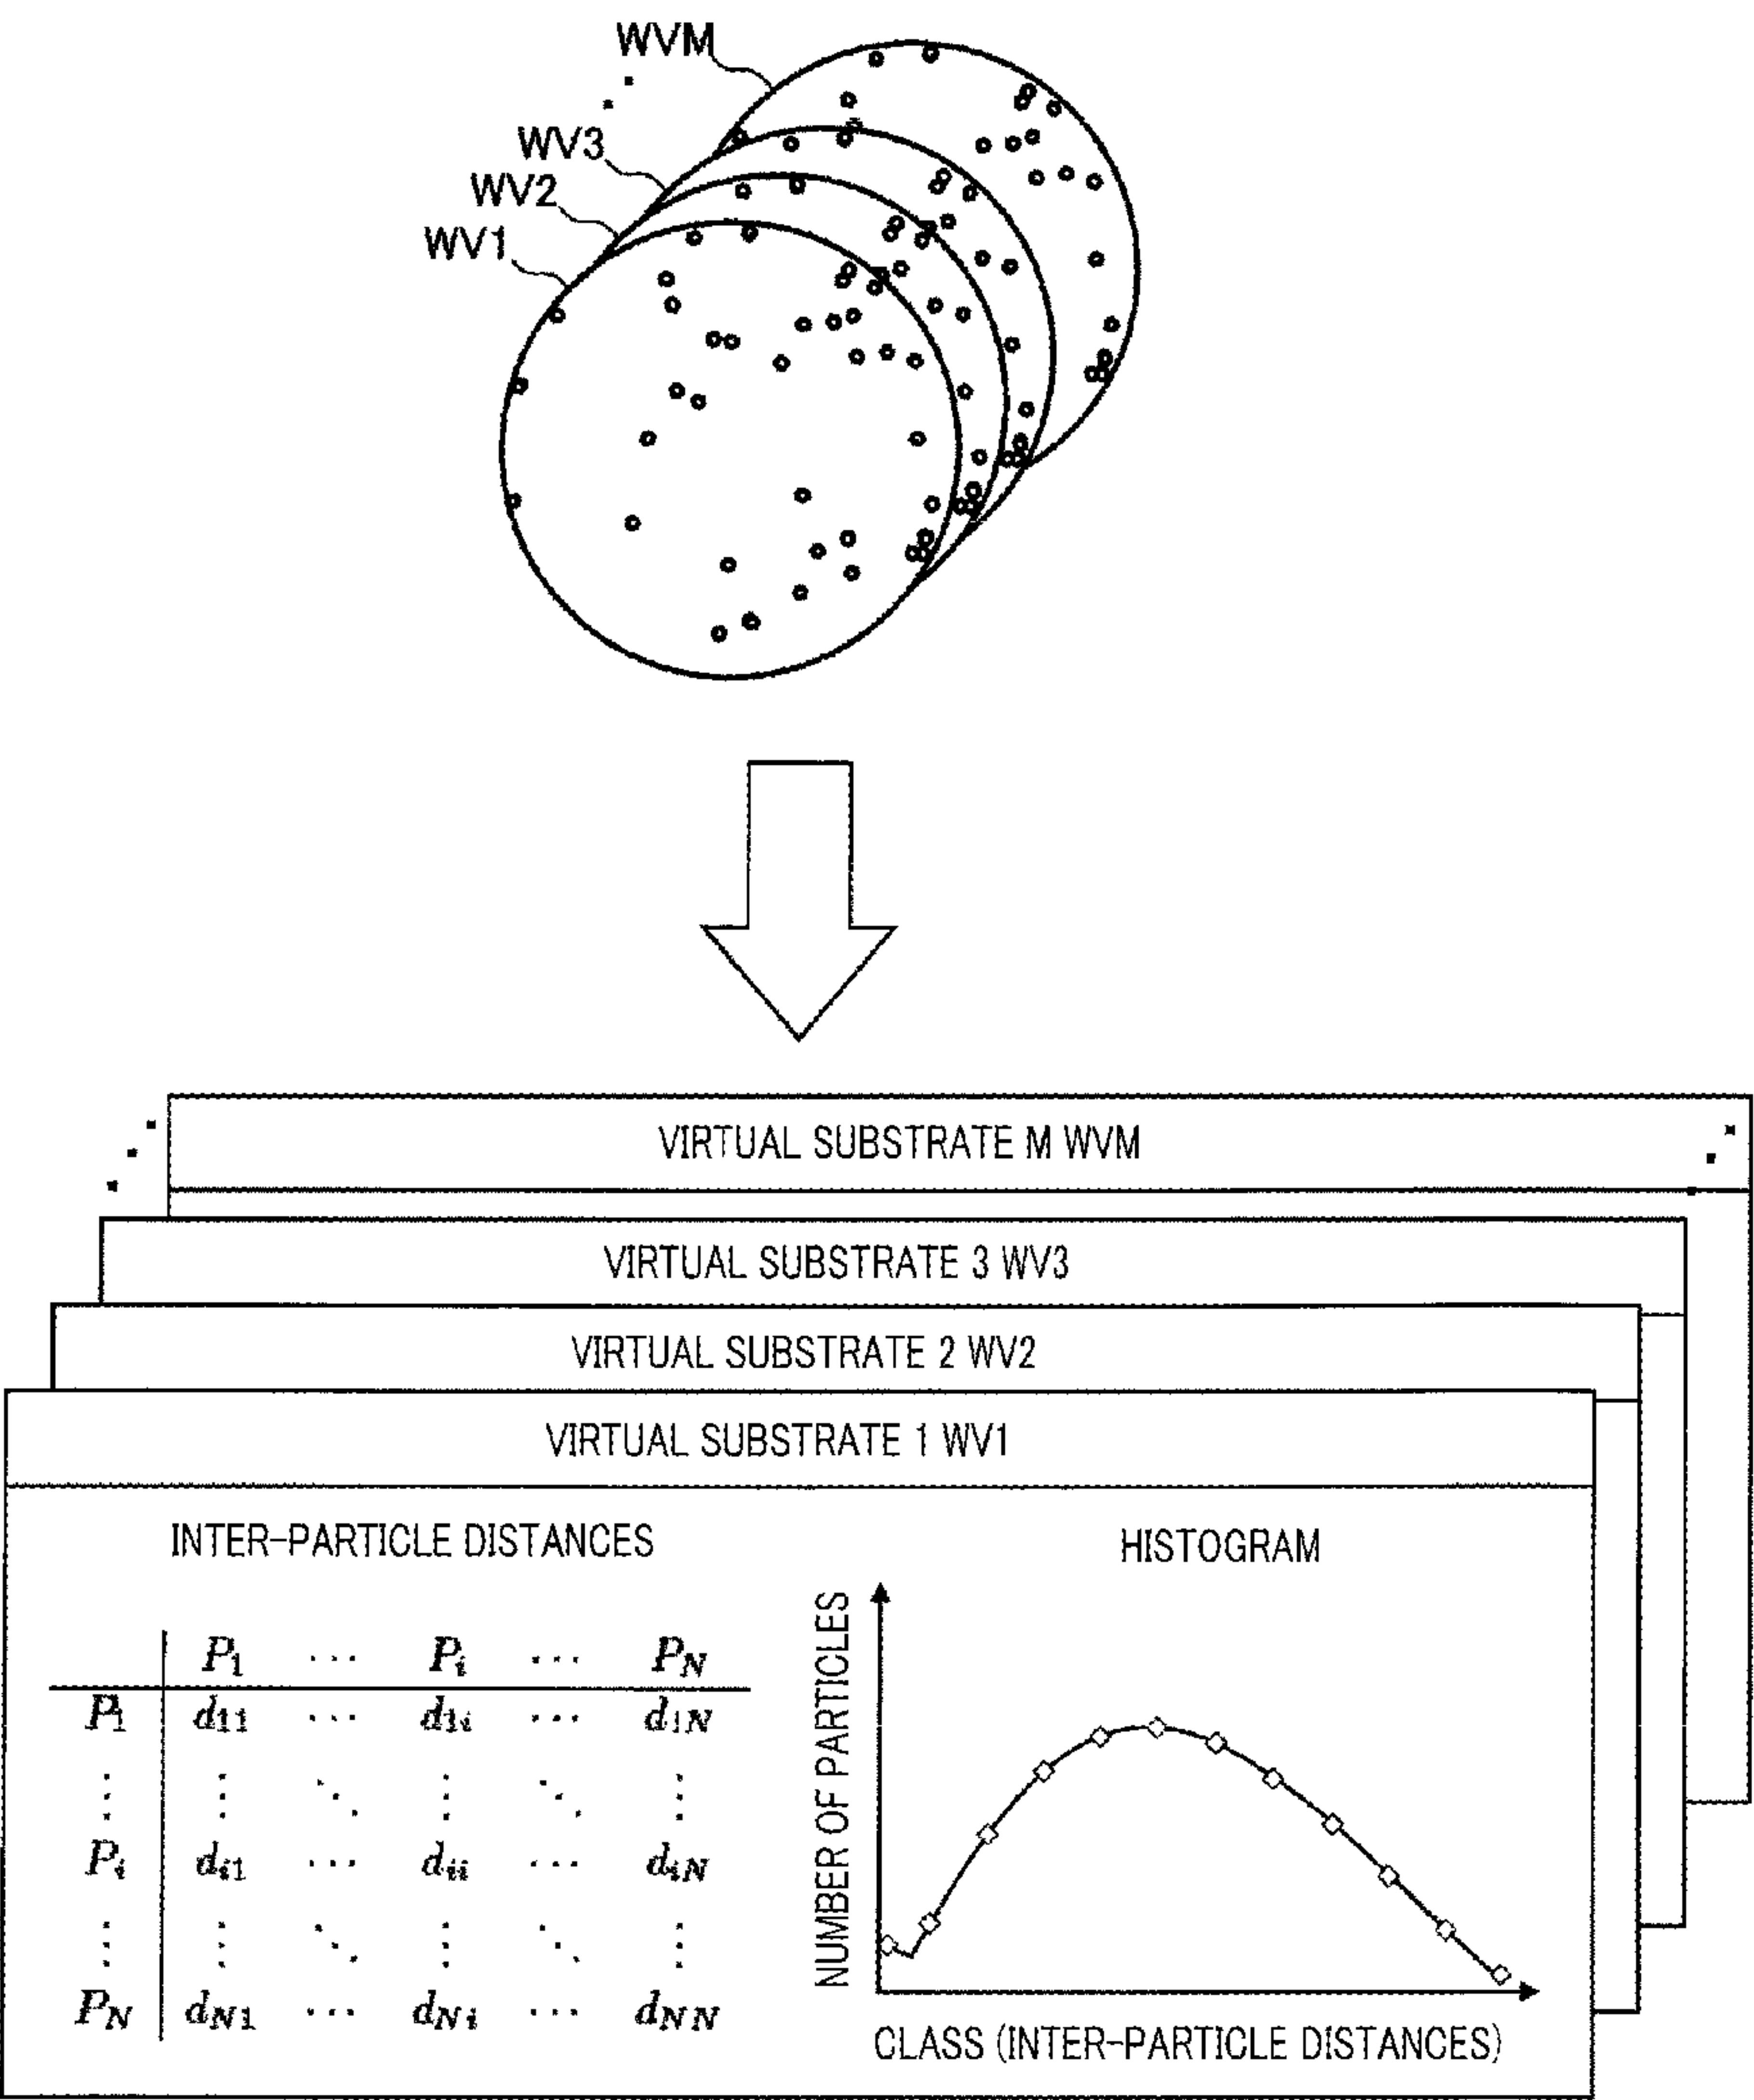 WVM
WV3
WV2
WV1
VIRTUAL SUBSTRATE M WVM
VIRTUAL SUBSTRATE 3 WV3
VIRTUAL SUBSTRATE 2 WV2
VIRTUAL SUBSTRATE 1 WV1
INTER-PARTICLE DISTANCES
P1 ... Pi ... PN
P1 d11 ... d1i ... d1N
Pi di1 ... dii ... diN
PN dN1 ... dNi ... dNN
HISTOGRAM
NUMBER OF PARTICLES
CLASS (INTER-PARTICLE DISTANCES)